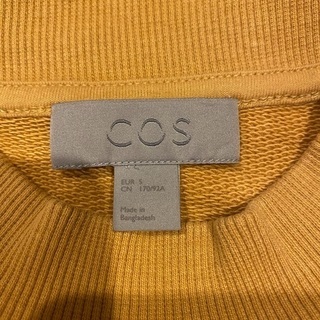 COS
EUR S
CN 170/92A
Made in
Bangladesh